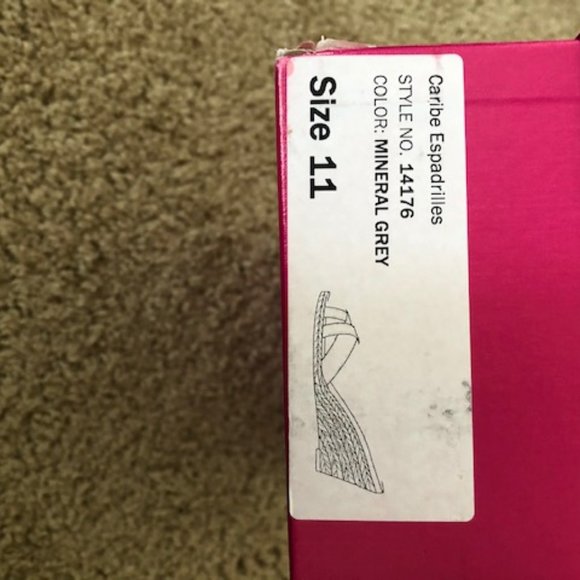 Caribe Espadrilles
STYLE NO. 14176
COLOR: MINERAL GREY
Size 11